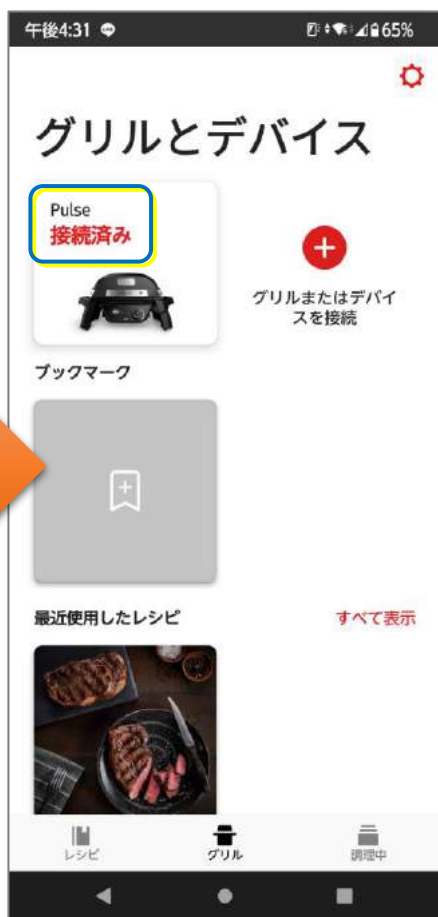 午後4:31
65%
グリルとデバイス
Pulse
接続済み
グリルまたはデバイ
スを接続
ブックマーク
最近使用したレシピ
すべて表示
レシピ
グリル
調理中